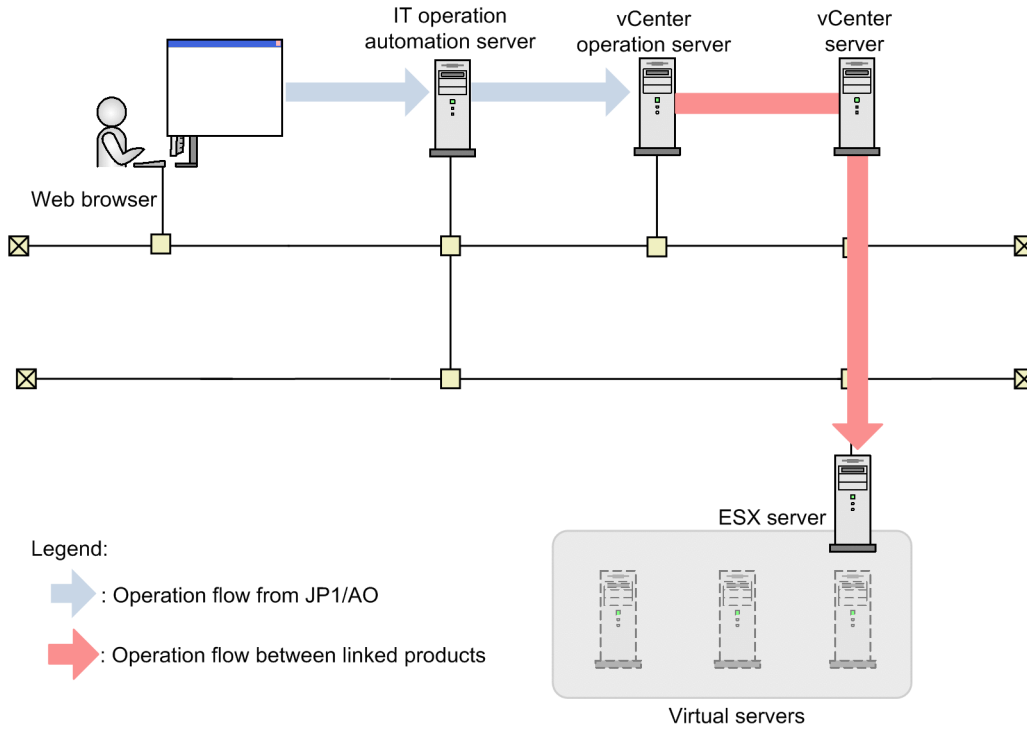 IT operation
automation server
vCenter
operation server
vCenter
server
Web browser
ESX server
Legend:
: Operation flow from JP1/AO
: Operation flow between linked products
Virtual servers